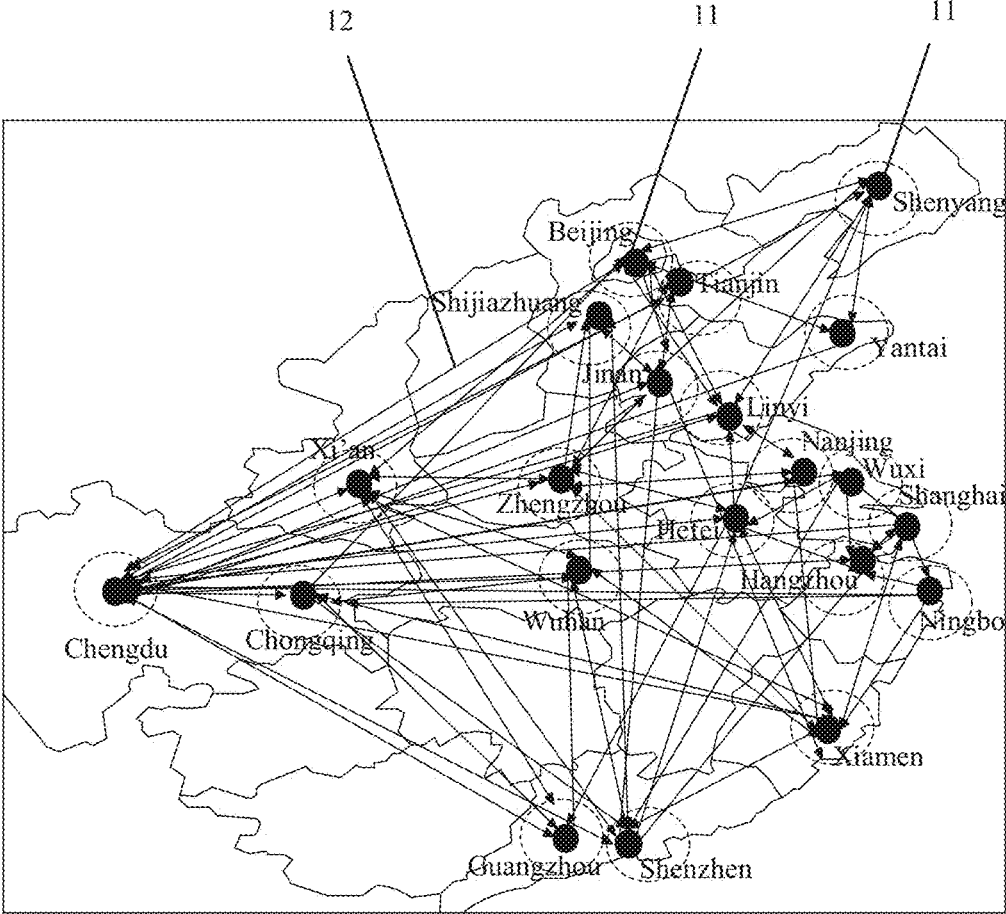 12
11
11
Shenyang
Beijing
Tianjin
Shijiazhuang
Yantai
Jinan
Linyi
Xi'an
Nanjing
Wuxi
Zhengzhou
Shanghai
Hefei
Hangzhou
Chengdu
Chongqing
Wuhan
Ningbo
Xiamen
Guangzhou
Shenzhen